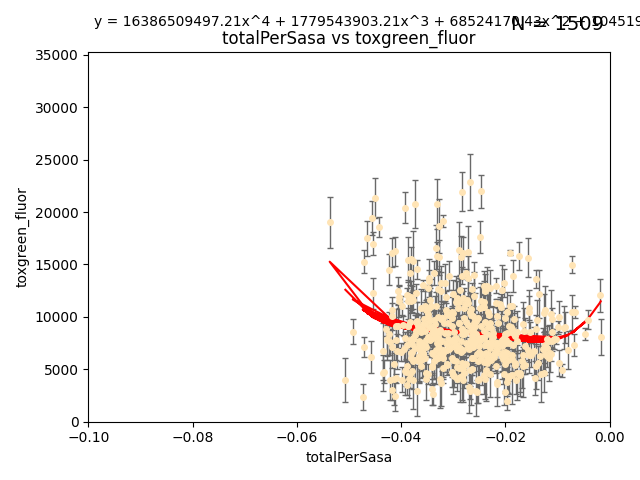 y = 16386509497.21x^4 + 1779543903.21x^3 +
N = 1509
totalPerSasa vs toxgreen_fluor
35000
30000
25000
20000
15000
10000
5000
0
toxgreen_fluor
−0.10
−0.08
−0.06
−0.04
−0.02
0.00
totalPerSasa